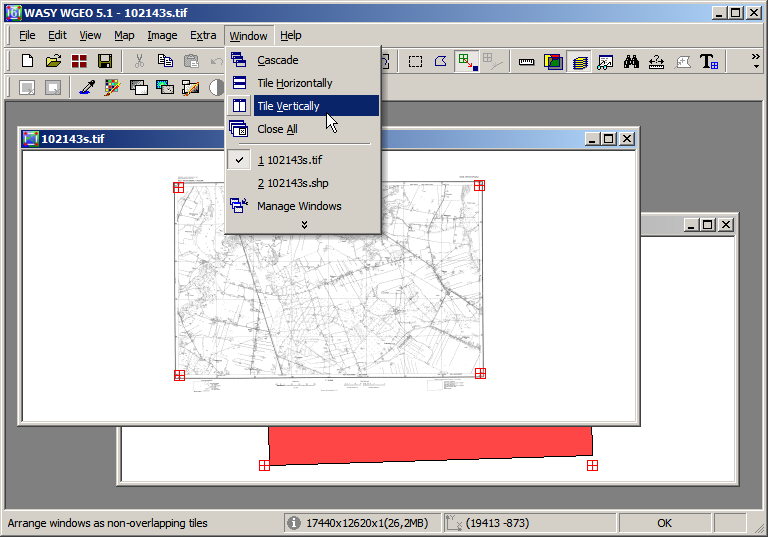 WASY WGEO 5.1 - 102143s.tif
File Edit View Map Image Extra Window Help
Cascade
Tile Horizontally
Tile Vertically
Close All
1 102143s.tif
2 102143s.shp
Manage Windows
102143s.tif
Arrange windows as non-overlapping tiles
17440x12620x1(26,2MB)
(19413 -873)
OK